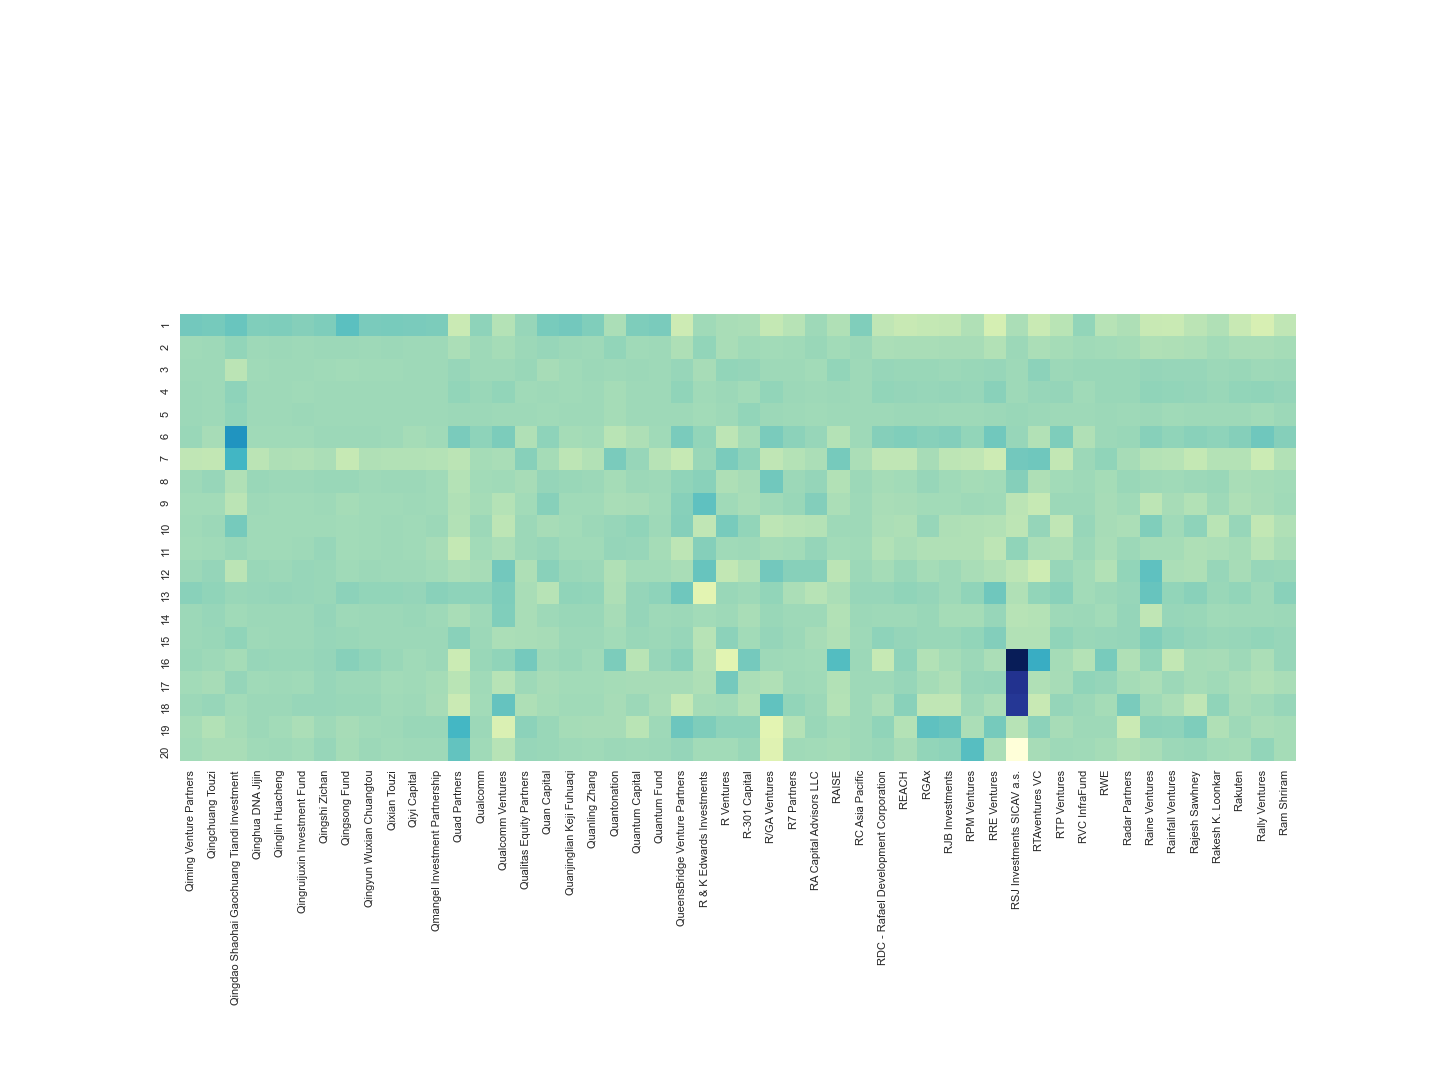 1
2
3
4
5
6
7
8
9
10
11
12
13
14
15
16
17
18
19
20
Qiming Venture Partners
Qingchuang Touzi
Qingdao Shaohai Gaochuang Tiandi Investment
Qinghua DNA Jijin
Qinglin Huacheng
Qingruijuxin Investment Fund
Qingshi Zichan
Qingsong Fund
Qingyun Wuxian Chuangtou
Qixian Touzi
Qiyi Capital
Qmangel Investment Partnership
Quad Partners
Qualcomm
Qualcomm Ventures
Qualitas Equity Partners
Quan Capital
Quanjinglian Keji Fuhuaqi
Quanling Zhang
Quantonation
Quantum Capital
Quantum Fund
QueensBridge Venture Partners
R & K Edwards Investments
R Ventures
R-301 Capital
R/GA Ventures
R7 Partners
RA Capital Advisors LLC
RAISE
RC Asia Pacific
RDC - Rafael Development Corporation
REACH
RGAx
RJB Investments
RPM Ventures
RRE Ventures
RSJ Investments SICAV a.s.
RTAventures VC
RTP Ventures
RVC InfraFund
RWE
Radar Partners
Raine Ventures
Rainfall Ventures
Rajesh Sawhney
Rakesh K. Loonkar
Rakuten
Rally Ventures
Ram Shriram